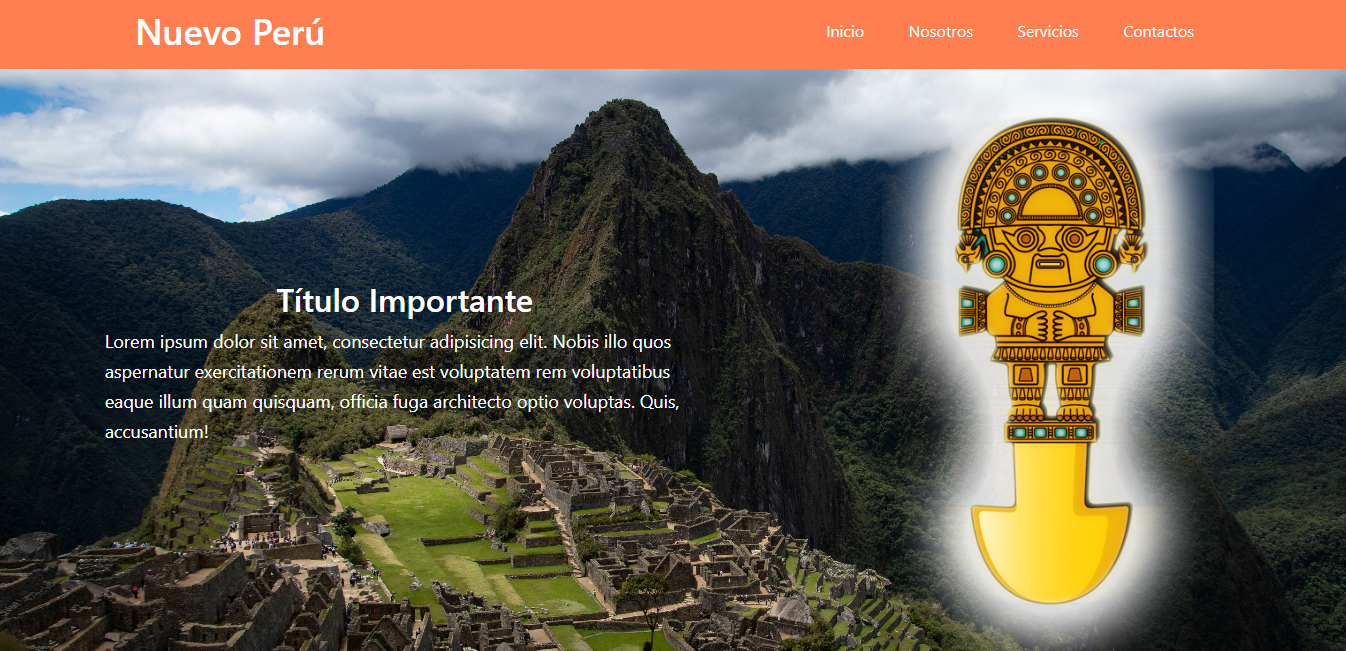 Nuevo Perú
Inicio Nosotros Servicios Contactos
Título Importante
Lorem ipsum dolor sit amet, consectetur adipisicing elit. Nobis illo quos
aspernatur exercitationem rerum vitae est voluptatem rem voluptatibus
eaque illum quam quisquam, officia fuga architecto optio voluptas. Quis,
accusantium!